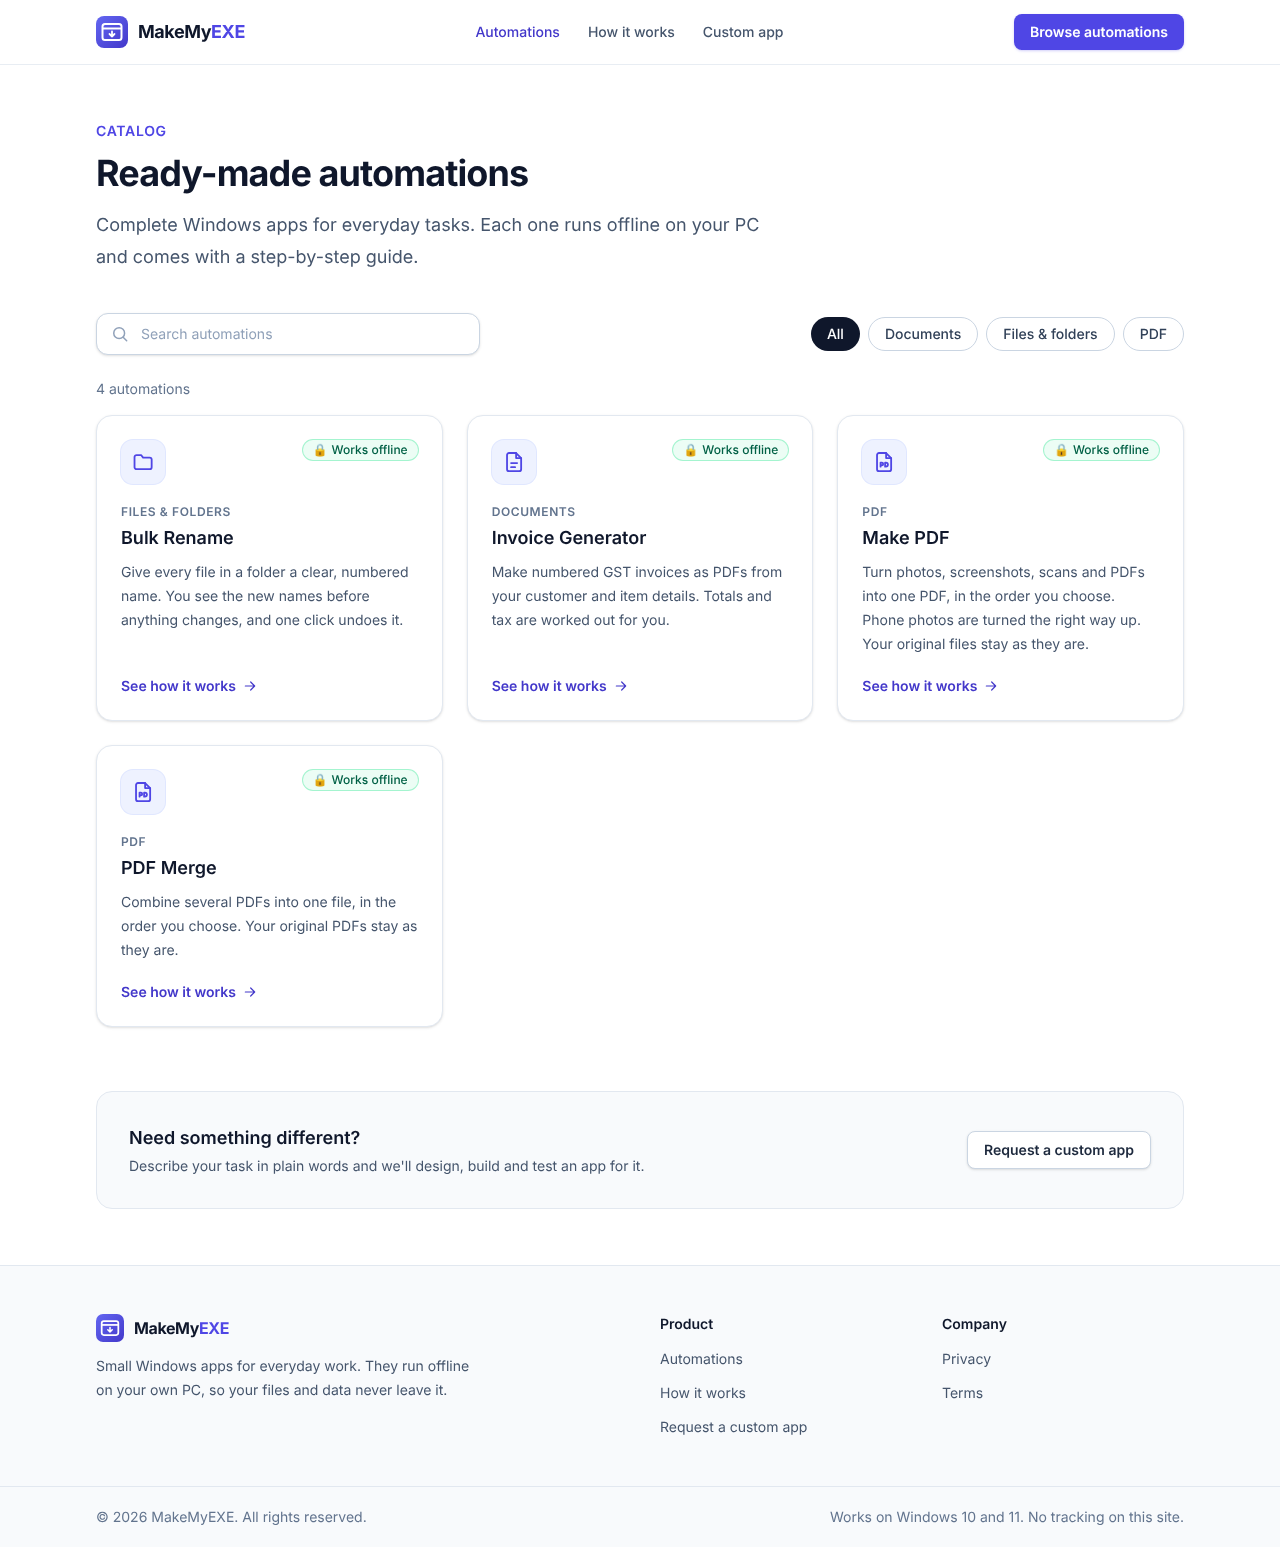 MakeMyEXE
Automations
How it works
Custom app
Browse automations
CATALOG
Ready-made automations
Complete Windows apps for everyday tasks. Each one runs offline on your PC
and comes with a step-by-step guide.
Search automations
All
Documents
Files & folders
PDF
4 automations
Works offline
FILES & FOLDERS
Bulk Rename
Give every file in a folder a clear, numbered
name. You see the new names before
anything changes, and one click undoes it.
See how it works →
Works offline
DOCUMENTS
Invoice Generator
Make numbered GST invoices as PDFs from
your customer and item details. Totals and
tax are worked out for you.
See how it works →
PD
Works offline
PDF
Make PDF
Turn photos, screenshots, scans and PDFs
into one PDF, in the order you choose.
Phone photos are turned the right way up.
Your original files stay as they are.
See how it works →
PD
Works offline
PDF
PDF Merge
Combine several PDFs into one file, in the
order you choose. Your original PDFs stay as
they are.
See how it works →
Need something different?
Describe your task in plain words and we'll design, build and test an app for it.
Request a custom app
MakeMyEXE
Small Windows apps for everyday work. They run offline
on your own PC, so your files and data never leave it.
Product
Automations
How it works
Request a custom app
Company
Privacy
Terms
© 2026 MakeMyEXE. All rights reserved.
Works on Windows 10 and 11. No tracking on this site.